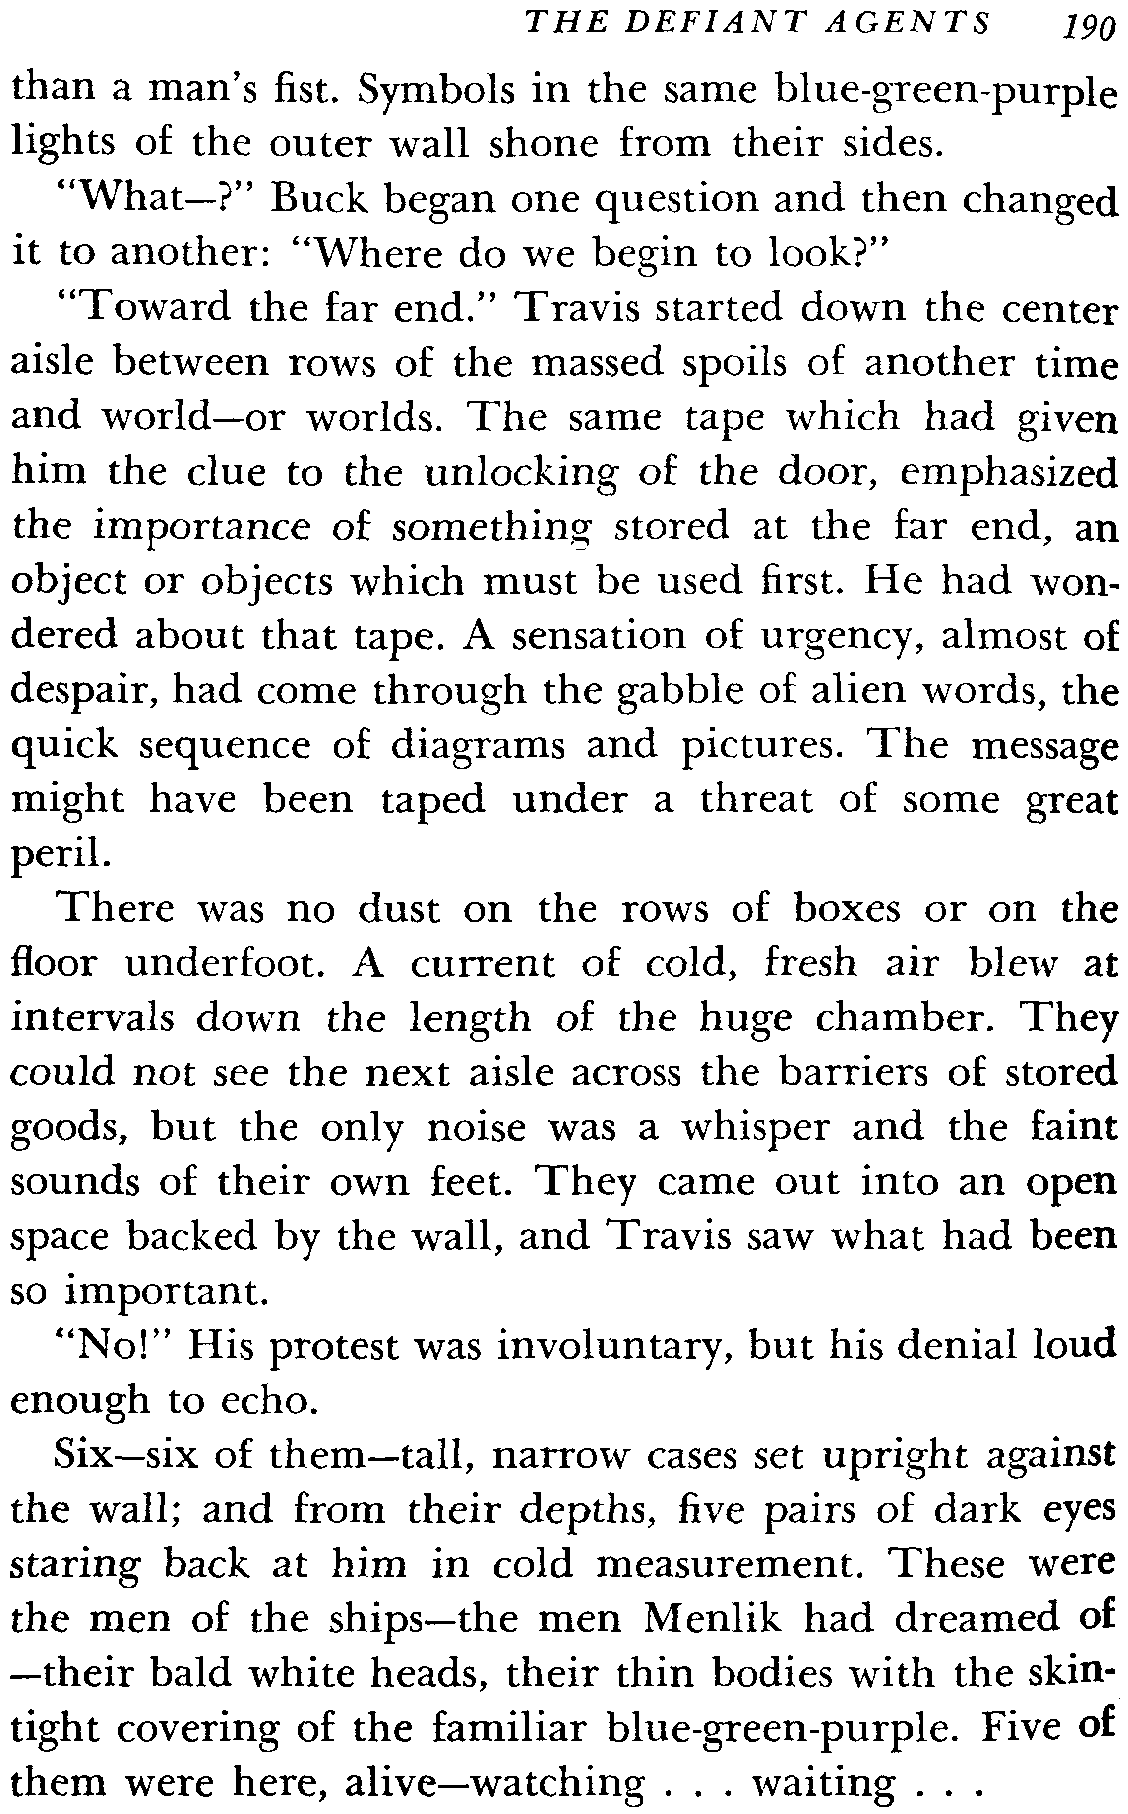 THE DEFIANT AGENTS 190
than a man's fist. Symbols in the same blue-green-purple
lights of the outer wall shone from their sides.
"What—?" Buck began one question and then changed
it to another: "Where do we begin to look?"
"Toward the far end." Travis started down the center
aisle between rows of the massed spoils of another time
and world—or worlds. The same tape which had given
him the clue to the unlocking of the door, emphasized
the importance of something stored at the far end, an
object or objects which must be used first. He had won-
dered about that tape. A sensation of urgency, almost of
despair, had come through the gabble of alien words, the
quick sequence of diagrams and pictures. The message
might have been taped under a threat of some great
peril.
There was no dust on the rows of boxes or on the
floor underfoot. A current of cold, fresh air blew at
intervals down the length of the huge chamber. They
could not see the next aisle across the barriers of stored
goods, but the only noise was a whisper and the faint
sounds of their own feet. They came out into an open
space backed by the wall, and Travis saw what had been
so important.
"No!" His protest was involuntary, but his denial loud
enough to echo.
Six—six of them—tall, narrow cases set upright against
the wall; and from their depths, five pairs of dark eyes
staring back at him in cold measurement. These were
the men of the ships—the men Menlik had dreamed of
—their bald white heads, their thin bodies with the skin-
tight covering of the familiar blue-green-purple. Five of
them were here, alive—watching . . . waiting . . .